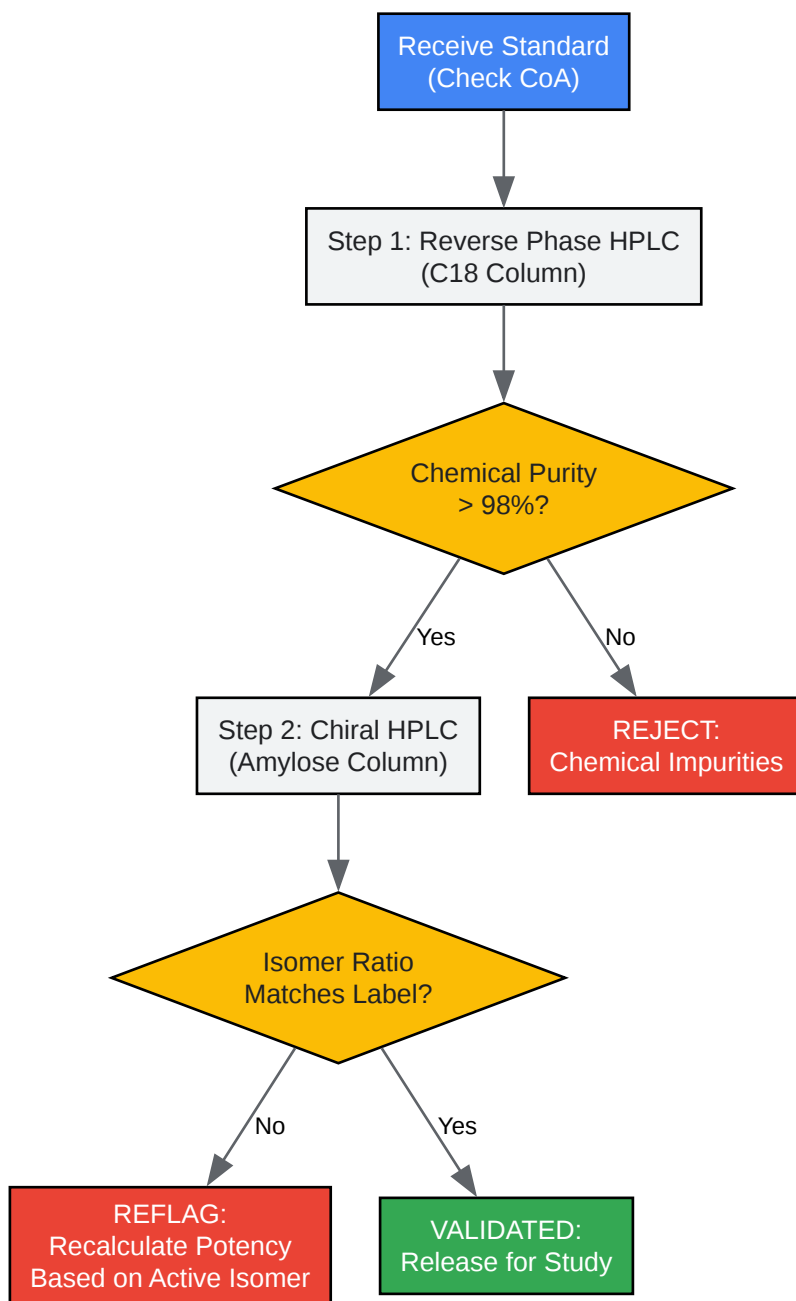 Receive Standard
(Check CoA)
Step 1: Reverse Phase HPLC
(C18 Column)
Chemical Purity
> 98%?
Yes
No
Step 2: Chiral HPLC
(Amylose Column)
REJECT:
Chemical Impurities
Isomer Ratio
Matches Label?
No
Yes
REFLAG:
Recalculate Potency
Based on Active Isomer
VALIDATED:
Release for Study